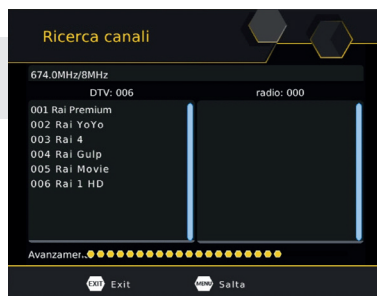 Ricerca canali
674.0MHz/8MHz
DTV: 006
radio: 000
001 Rai Premium
002 Rai YoYo
003 Rai 4
004 Rai Gulp
005 Rai Movie
006 Rai 1 HD
Avanzamer..
EXIT Exit
MENU Salta